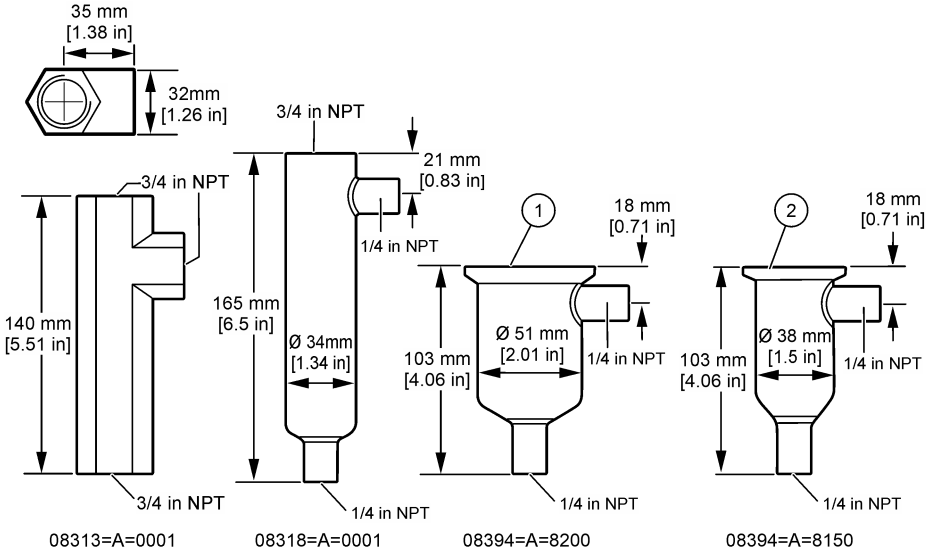 35 mm
[1.38 in]
32mm
[1.26 in]
3/4 in NPT
140 mm
[5.51 in]
3/4 in NPT
08313=A=0001
3/4 in NPT
21 mm
[0.83 in]
1/4 in NPT
165 mm
[6.5 in]
Ø 34mm
[1.34 in]
1/4 in NPT
08318=A=0001
1
18 mm
[0.71 in]
Ø 51 mm
[2.01 in]
1/4 in NPT
103 mm
[4.06 in]
1/4 in NPT
08394=A=8200
2
18 mm
[0.71 in]
Ø 38 mm
[1.5 in]
1/4 in NPT
103 mm
[4.06 in]
1/4 in NPT
08394=A=8150